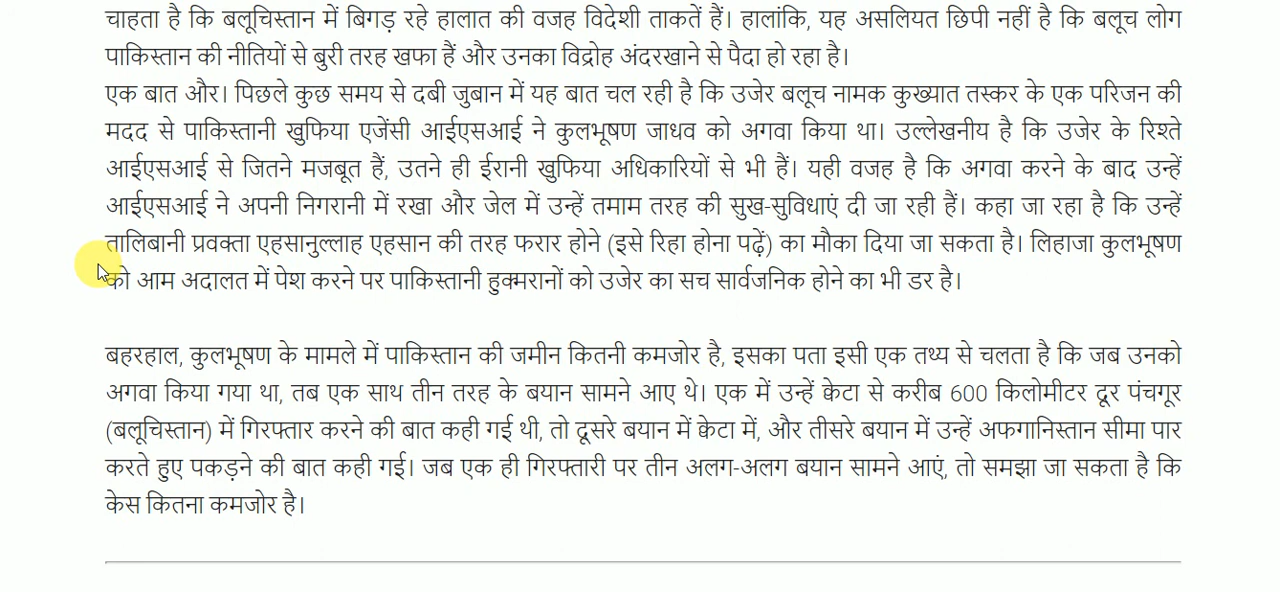 चाहता है कि बलूचिस्तान में बिगड़ रहे हालात की वजह विदेशी ताकतें हैं। हालांकि, यह असलियत छिपी नहीं है कि बलूच लोग
पाकिस्तान की नीतियों से बुरी तरह खफा हैं और उनका विद्रोह अंदरखाने से पैदा हो रहा है।
एक बात और। पिछले कुछ समय से दबी जुबान में यह बात चल रही है कि उजेर बलूच नामक कुख्यात तस्कर के एक परिजन की
मदद से पाकिस्तानी खुफिया एजेंसी आईएसआई ने कुलभूषण जाधव को अगवा किया था। उल्लेखनीय है कि उजेर के रिश्ते
आईएसआई से जितने मजबूत हैं, उतने ही ईरानी खुफिया अधिकारियों से भी हैं। यही वजह है कि अगवा करने के बाद उन्हें
आईएसआई ने अपनी निगरानी में रखा और जेल में उन्हें तमाम तरह की सुख-सुविधाएं दी जा रही हैं। कहा जा रहा है कि उन्हें
तालिबानी प्रवक्ता एहसानुल्लाह एहसान की तरह फरार होने (इसे रिहा होना पढ़ें) का मौका दिया जा सकता है। लिहाजा कुलभूषण
को आम अदालत में पेश करने पर पाकिस्तानी हुक्मरानों को उजेर का सच सार्वजनिक होने का भी डर है।
बहरहाल, कुलभूषण के मामले में पाकिस्तान की जमीन कितनी कमजोर है, इसका पता इसी एक तथ्य से चलता है कि जब उनको
अगवा किया गया था, तब एक साथ तीन तरह के बयान सामने आए थे। एक में उन्हें क्वेटा से करीब 600 किलोमीटर दूर पंचगूर
(बलूचिस्तान) में गिरफ्तार करने की बात कही गई थी, तो दूसरे बयान में क्वेटा में, और तीसरे बयान में उन्हें अफगानिस्तान सीमा पार
करते हुए पकड़ने की बात कही गई। जब एक ही गिरफ्तारी पर तीन अलग-अलग बयान सामने आएं, तो समझा जा सकता है कि
केस कितना कमजोर है।